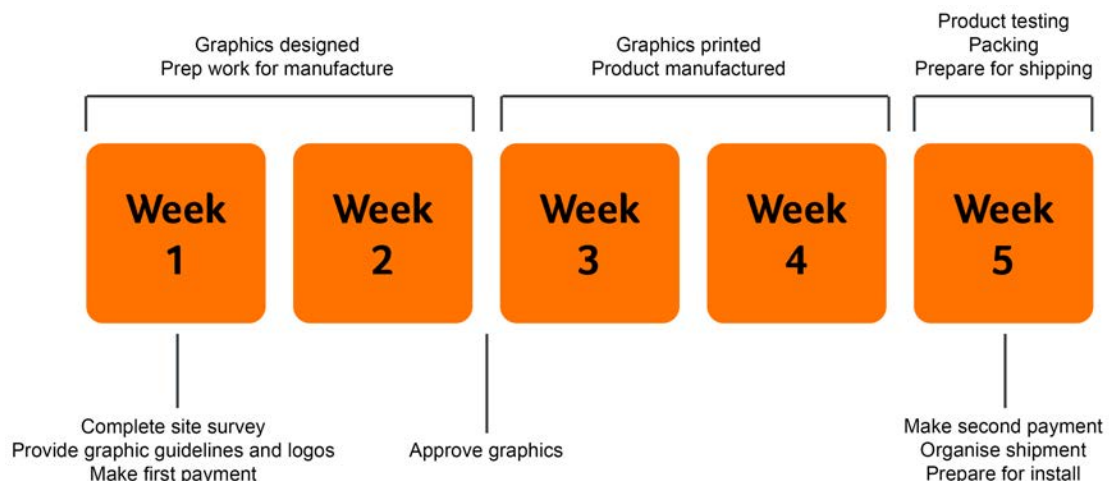 Graphics designed
Prep work for manufacture
Graphics printed
Product manufactured
Product testing
Packing
Prepare for shipping
Week
1
Week
2
Week
3
Week
4
Week
5
Complete site survey
Provide graphic guidelines and logos
Make first payment
Approve graphics
Make second payment
Organise shipment
Prepare for install